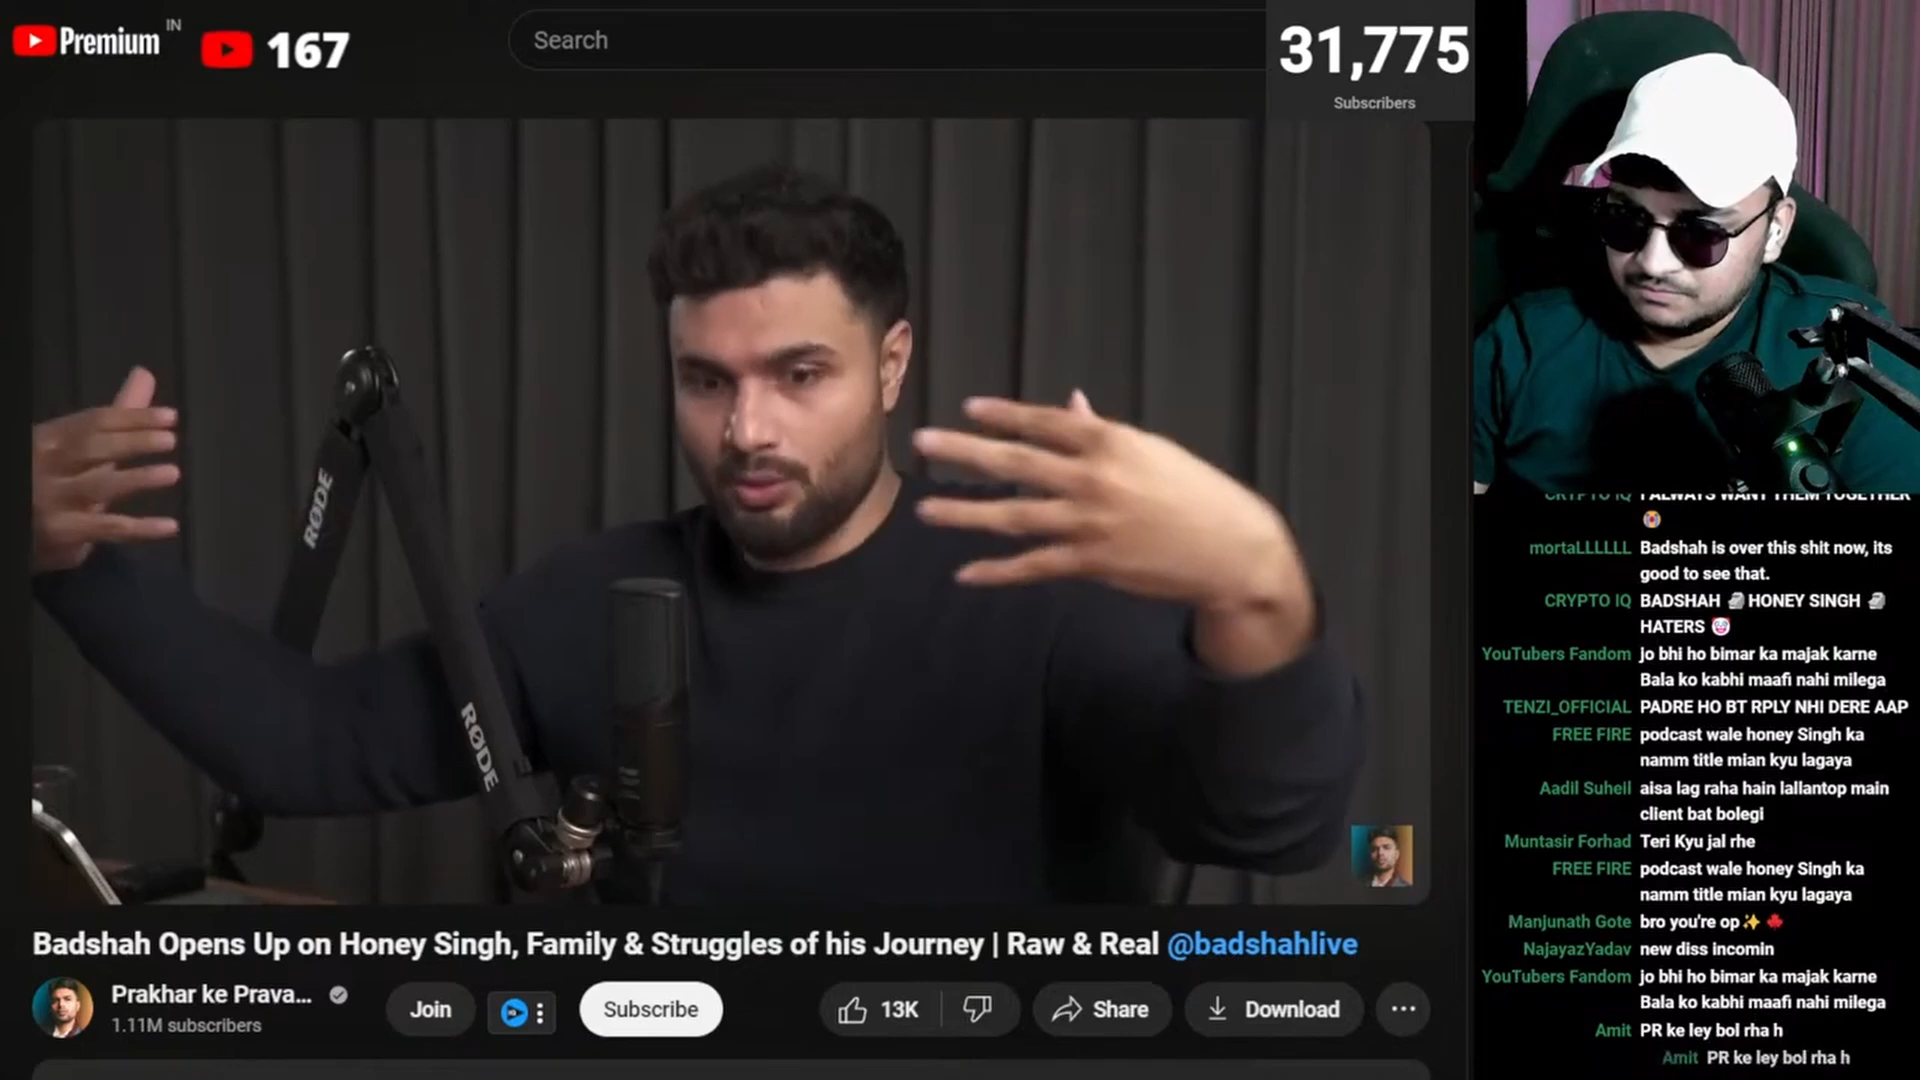 Premium IN
167
Search
31,775
Subscribers
RØDE
RØDE
CRYPTO IQ I ALWAYS WANT THEM TOGETHER
mortaLLLLLL Badshah is over this shit now, its
good to see that.
CRYPTO IQ BADSHAH 🗿HONEY SINGH 🗿
HATERS 🤡
YouTubers Fandom jo bhi ho bimar ka majak karne
Bala ko kabhi maafi nahi milega
TENZI_OFFICIAL PADRE HO BT RPLY NHI DERE AAP
FREE FIRE podcast wale honey Singh ka
namm title mian kyu lagaya
Aadil Suheil aisa lag raha hain lallantop main
client bat bolegi
Muntasir Forhad Teri Kyu jal rhe
FREE FIRE podcast wale honey Singh ka
namm title mian kyu lagaya
Manjunath Gote bro you're op✨🍁
NajayazYadav new diss incomin
YouTubers Fandom jo bhi ho bimar ka majak karne
Bala ko kabhi maafi nahi milega
Amit PR ke ley bol rha h
Amit PR ke ley bol rha h
Badshah Opens Up on Honey Singh, Family & Struggles of his Journey | Raw & Real @badshahlive
Prakhar ke Prava...
1.11M subscribers
Join
Subscribe
13K
Share
Download